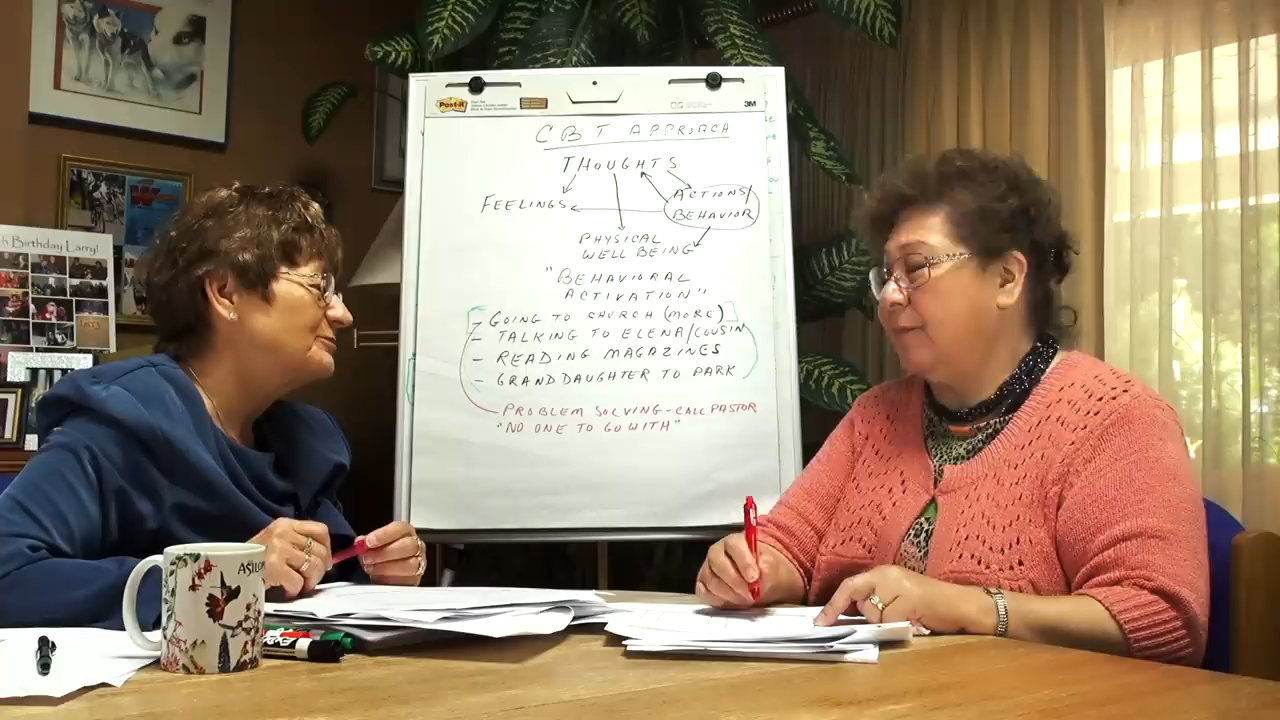 Post-it
3M
CBT APPROACH
THOUGHTS
FEELINGS
ACTIONS/
BEHAVIOR
PHYSICAL
WELL BEING
"BEHAVIORAL
ACTIVATION"
- GOING TO CHURCH (MORE)
- TALKING TO ELENA/COUSIN
- READING MAGAZINES
- GRANDDAUGHTER TO PARK
PROBLEM SOLVING - CALL PASTOR
"NO ONE TO GO WITH"
h Birthday Larry!
W
ASILOM